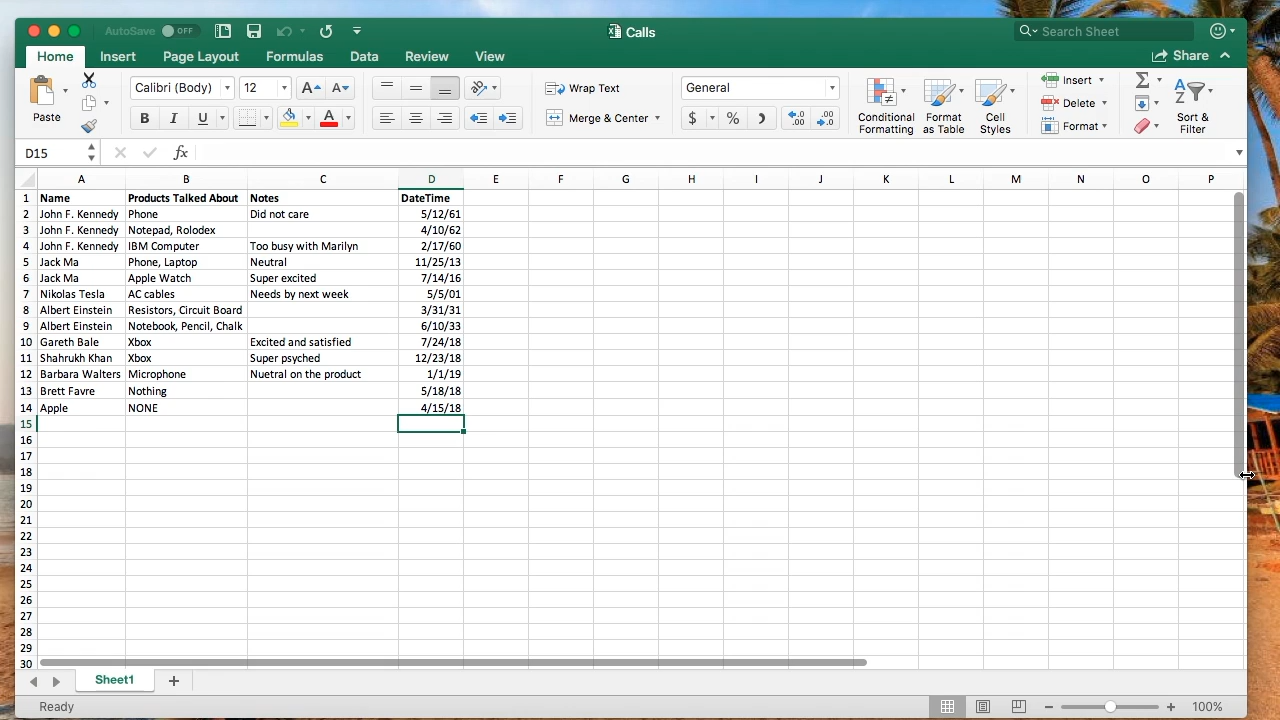 AutoSave OFF Calls Search Sheet
Home Insert Page Layout Formulas Data Review View Share
Paste Calibri (Body) 12 A A Wrap Text General Conditional Formatting Format as Table Cell Styles Insert Sort & Filter
B I U A Merge & Center $ % Delete
Format
D15 fx
A B C D E F G H I J K L M N O P
1 Name Products Talked About Notes DateTime
2 John F. Kennedy Phone Did not care 5/12/61
3 John F. Kennedy Notepad, Rolodex 4/10/62
4 John F. Kennedy IBM Computer Too busy with Marilyn 2/17/60
5 Jack Ma Phone, Laptop Neutral 11/25/13
6 Jack Ma Apple Watch Super excited 7/14/16
7 Nikolas Tesla AC cables Needs by next week 5/5/01
8 Albert Einstein Resistors, Circuit Board 3/31/31
9 Albert Einstein Notebook, Pencil, Chalk 6/10/33
10 Gareth Bale Xbox Excited and satisfied 7/24/18
11 Shahrukh Khan Xbox Super psyched 12/23/18
12 Barbara Walters Microphone Nuetral on the product 1/1/19
13 Brett Favre Nothing 5/18/18
14 Apple NONE 4/15/18
15
16
17
18
19
20
21
22
23
24
25
26
27
28
29
30
Sheet1
Ready 100%